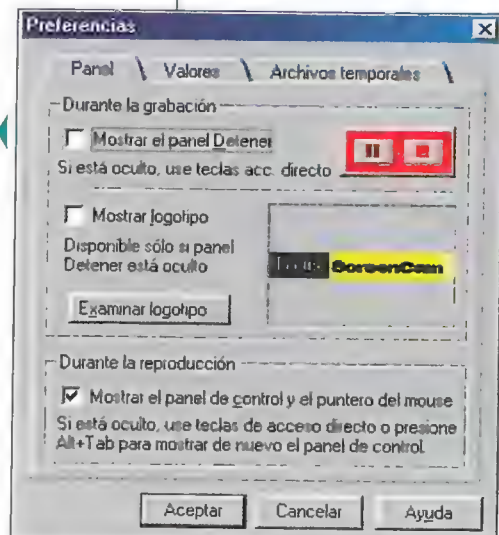 Preferencias
Panel Valores Archivos temporales
Durante la grabación
Mostrar el panel Detener
Si está oculto, use teclas acc. directo
Mostrar logotipo
Disponible sólo si panel
Detener está oculto
Lotus ScreenCam
Examinar logotipo
Durante la reproducción
Mostrar el panel de control y el puntero del mouse
Si está oculto, use teclas de acceso directo o presione
Alt+Tab para mostrar de nuevo el panel de control.
Aceptar Cancelar Ayuda